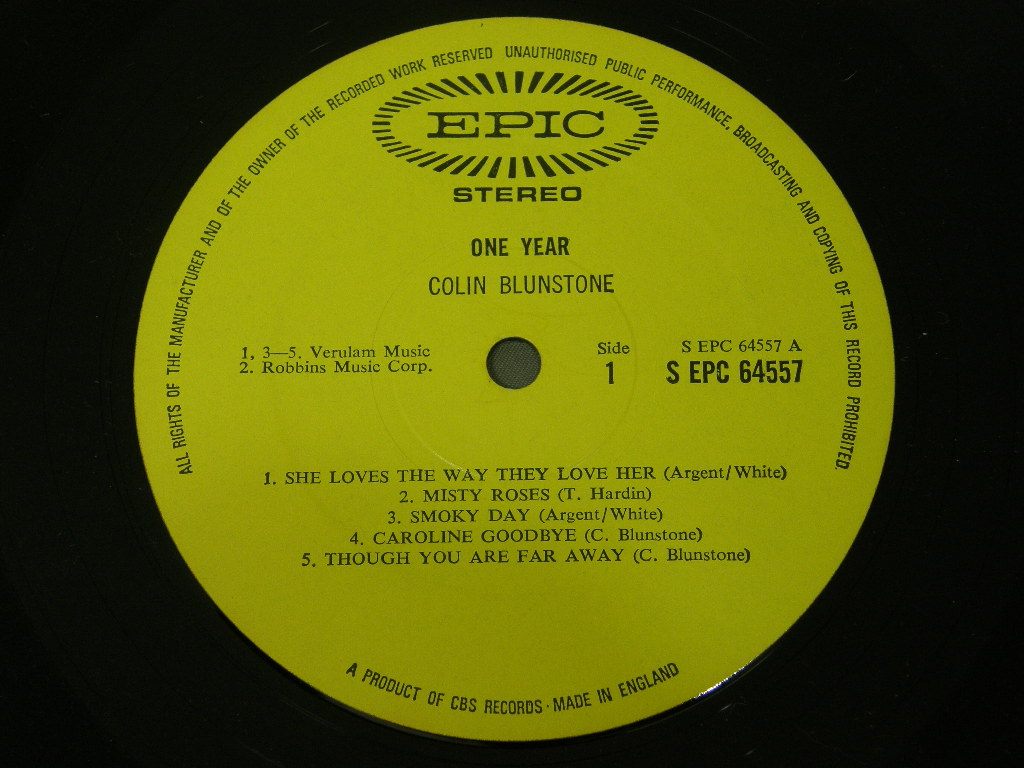 ALL RIGHTS OF THE MANUFACTURER AND OF THE OWNER OF THE RECORDED WORK RESERVED UNAUTHORISED PUBLIC PERFORMANCE, BROADCASTING AND COPYING OF THIS RECORD PROHIBITED.
EPIC
STEREO
ONE YEAR
COLIN BLUNSTONE
1, 3—5. Verulam Music
2. Robbins Music Corp.
Side
1
S EPC 64557 A
S EPC 64557
1. SHE LOVES THE WAY THEY LOVE HER (Argent/White)
2. MISTY ROSES (T. Hardin)
3. SMOKY DAY (Argent/White)
4. CAROLINE GOODBYE (C. Blunstone)
5. THOUGH YOU ARE FAR AWAY (C. Blunstone)
A PRODUCT OF CBS RECORDS · MADE IN ENGLAND